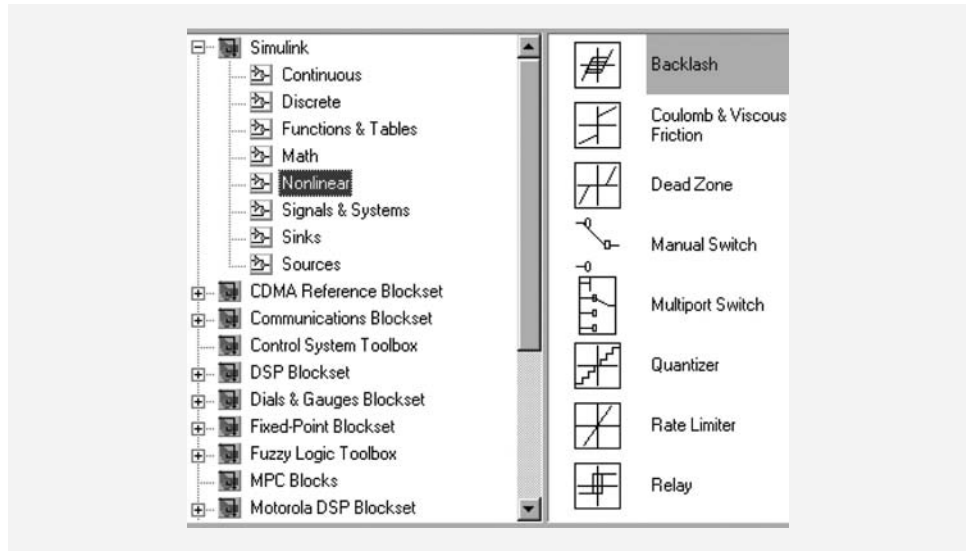 Simulink
Continuous
Discrete
Functions & Tables
Math
Nonlinear
Signals & Systems
Sinks
Sources
CDMA Reference Blockset
Communications Blockset
Control System Toolbox
DSP Blockset
Dials & Gauges Blockset
Fixed-Point Blockset
Fuzzy Logic Toolbox
MPC Blocks
Motorola DSP Blockset
Backlash
Coulomb & Viscous
Friction
Dead Zone
Manual Switch
Multiport Switch
Quantizer
Rate Limiter
Relay